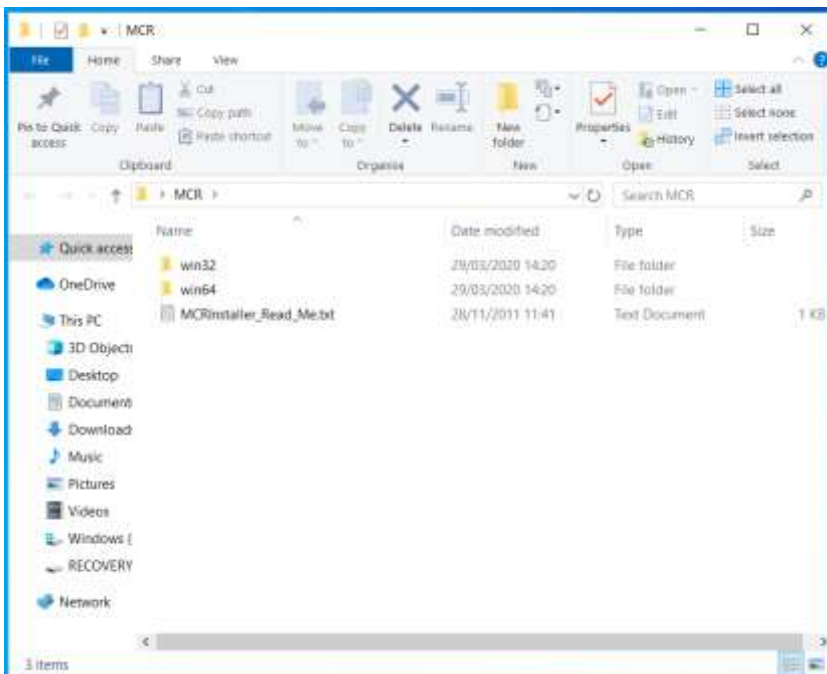 MCR
File Home Share View
Pin to Quick access
Copy
Paste
Cut
Copy path
Paste shortcut
Move to
Copy to
Delete
Rename
New folder
Properties
Open
Edit
History
Select all
Select none
Invert selection
Clipboard Organise New Open Select
MCR Search MCR
Name Date modified Type Size
Quick access
win32 29/03/2020 14:20 File folder
OneDrive
win64 29/03/2020 14:20 File folder
This PC
MCRInstaller_Read_Me.txt 28/11/2011 11:41 Text Document 1 KB
3D Objects
Desktop
Document
Download
Music
Pictures
Videos
Windows (
RECOVERY
Network
3 items